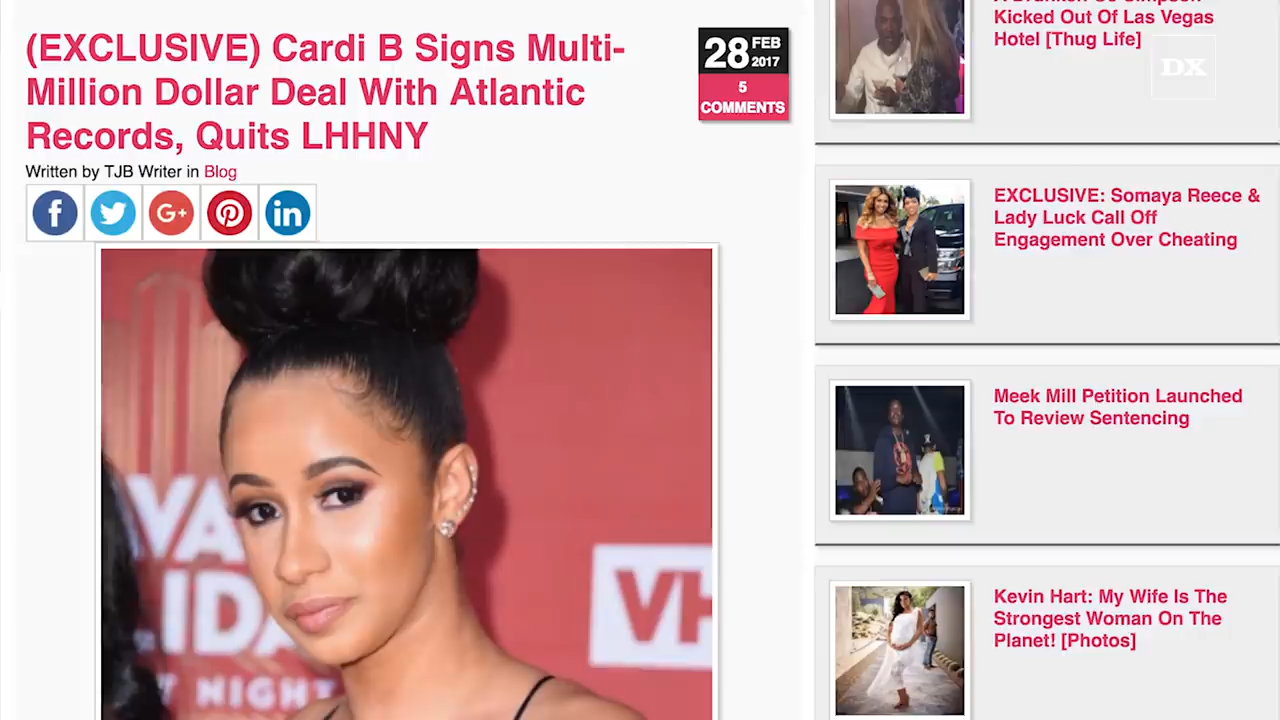 (EXCLUSIVE) Cardi B Signs Multi-
Million Dollar Deal With Atlantic
Records, Quits LHHNY
28 FEB
2017
5
COMMENTS
Written by TJB Writer in Blog
f
G+
in
VH
NIGHT
Kicked Out Of Las Vegas
Hotel [Thug Life]
DX
EXCLUSIVE: Somaya Reece &
Lady Luck Call Off
Engagement Over Cheating
Meek Mill Petition Launched
To Review Sentencing
Kevin Hart: My Wife Is The
Strongest Woman On The
Planet! [Photos]